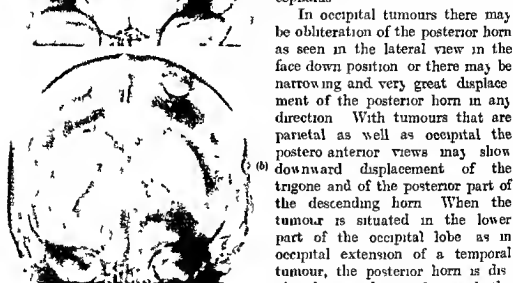 In occipital tumours there may
be obliteration of the posterior horn
as seen in the lateral view in the
face down position or there may be
narrowing and very great displace
ment of the posterior horn in any
direction With tumours that are
parietal as well as occipital the
postero anterior views may show
(b) downward displacement of the
trigone and of the posterior part of
the descending horn When the
tumour is situated in the lower
part of the occipital lobe as in
occipital extension of a temporal
tumour, the posterior horn is dis